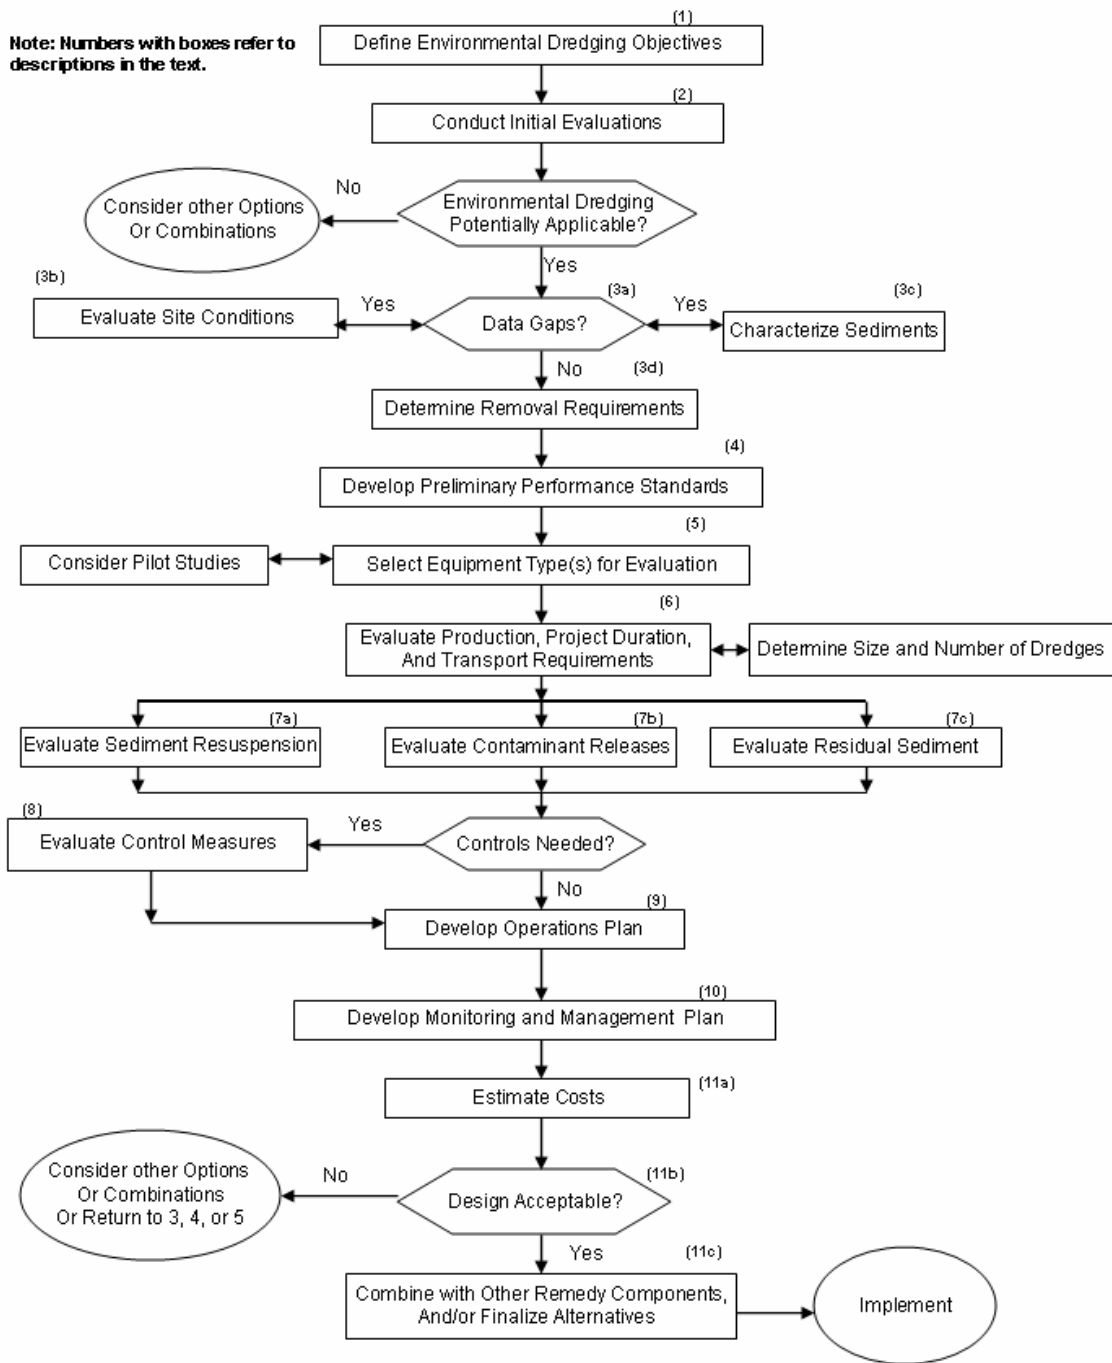 (1)
Note: Numbers with boxes refer to
descriptions in the text.
Define Environmental Dredging Objectives
(2)
Conduct Initial Evaluations
No
Environmental Dredging
Potentially Applicable?
Consider other Options
Or Combinations
Yes
(3b)
(3a)
(3c)
Evaluate Site Conditions
Yes
Data Gaps?
Yes
Characterize Sediments
No
(3d)
Determine Removal Requirements
(4)
Develop Preliminary Performance Standards
(5)
Consider Pilot Studies
Select Equipment Type(s) for Evaluation
(6)
Evaluate Production, Project Duration,
And Transport Requirements
Determine Size and Number of Dredges
(7a)
(7b)
(7c)
Evaluate Sediment Resuspension
Evaluate Contaminant Releases
Evaluate Residual Sediment
(8)
Evaluate Control Measures
Yes
Controls Needed?
No
(9)
Develop Operations Plan
(10)
Develop Monitoring and Management Plan
(11a)
Estimate Costs
Consider other Options
Or Combinations
Or Return to 3, 4, or 5
No
(11b)
Design Acceptable?
Yes
(11c)
Combine with Other Remedy Components,
And/or Finalize Alternatives
Implement